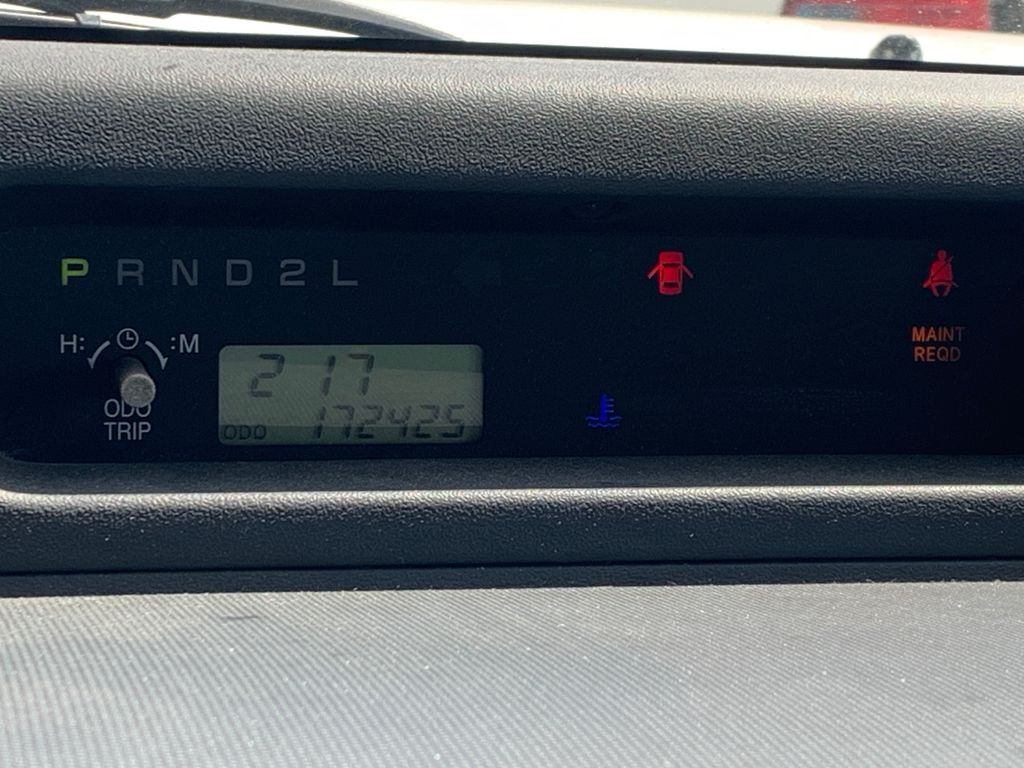 P R N D 2 L
H: :M
ODO
TRIP
2 17
ODO 172425
MAINT
REQD